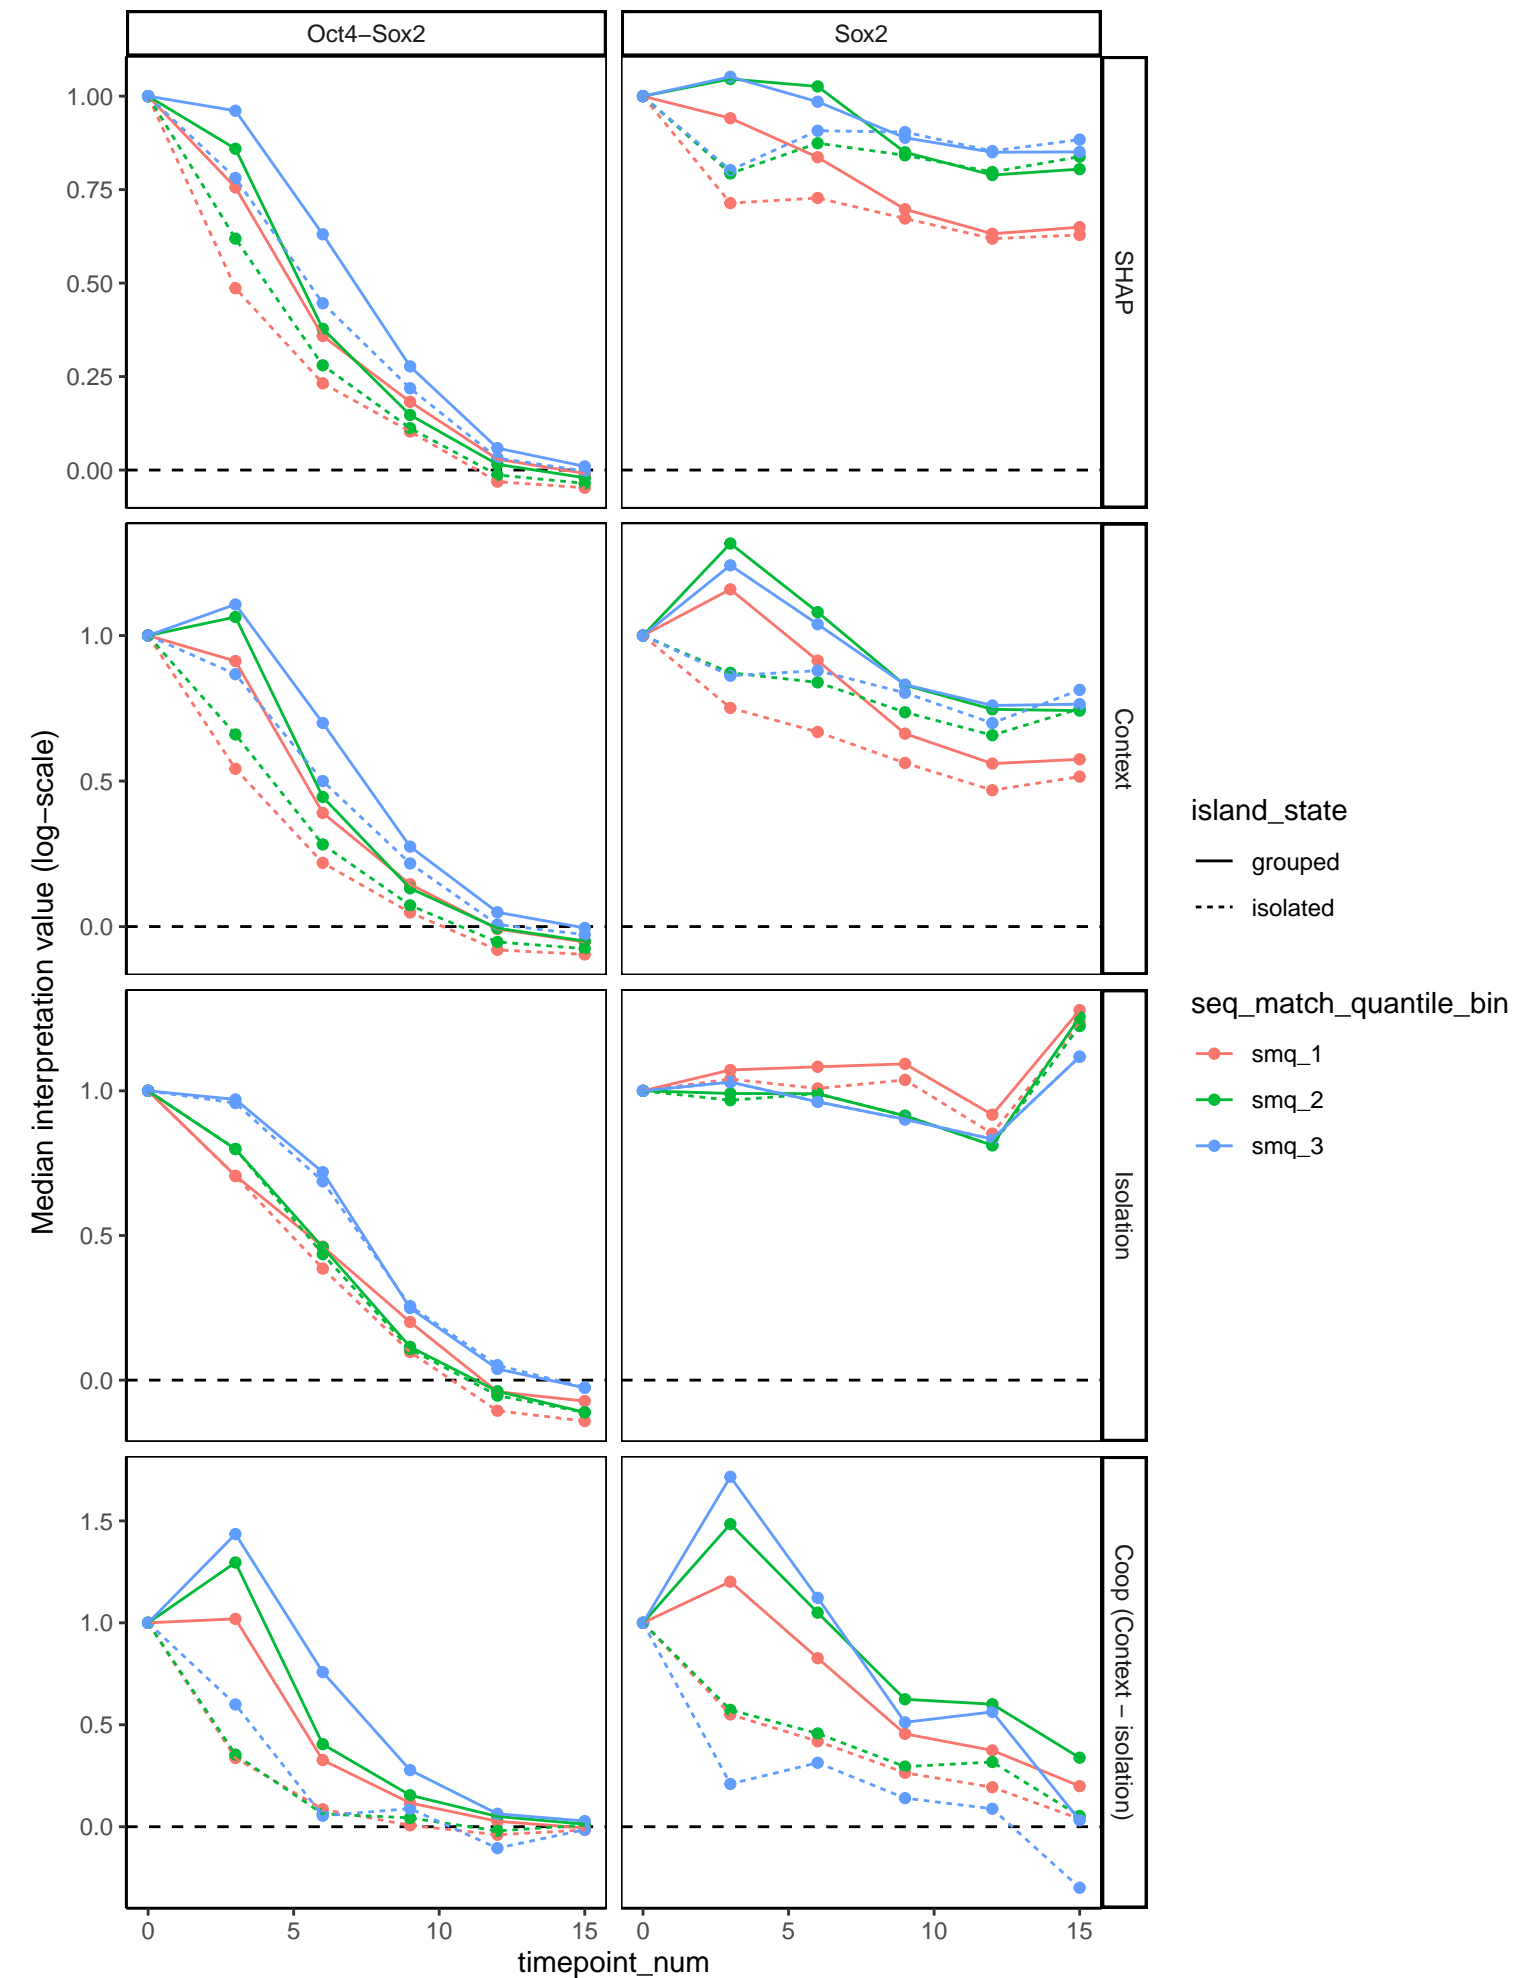 Oct4−Sox2
Sox2
1.00
0.75
0.50
0.25
0.00
SHAP
1.0
0.5
0.0
Context
1.0
0.5
0.0
Isolation
1.5
1.0
0.5
0.0
Coop (Context − isolation)
0
5
10
15
0
5
10
15
timepoint_num
Median interpretation value (log−scale)
island_state
grouped
isolated
seq_match_quantile_bin
smq_1
smq_2
smq_3